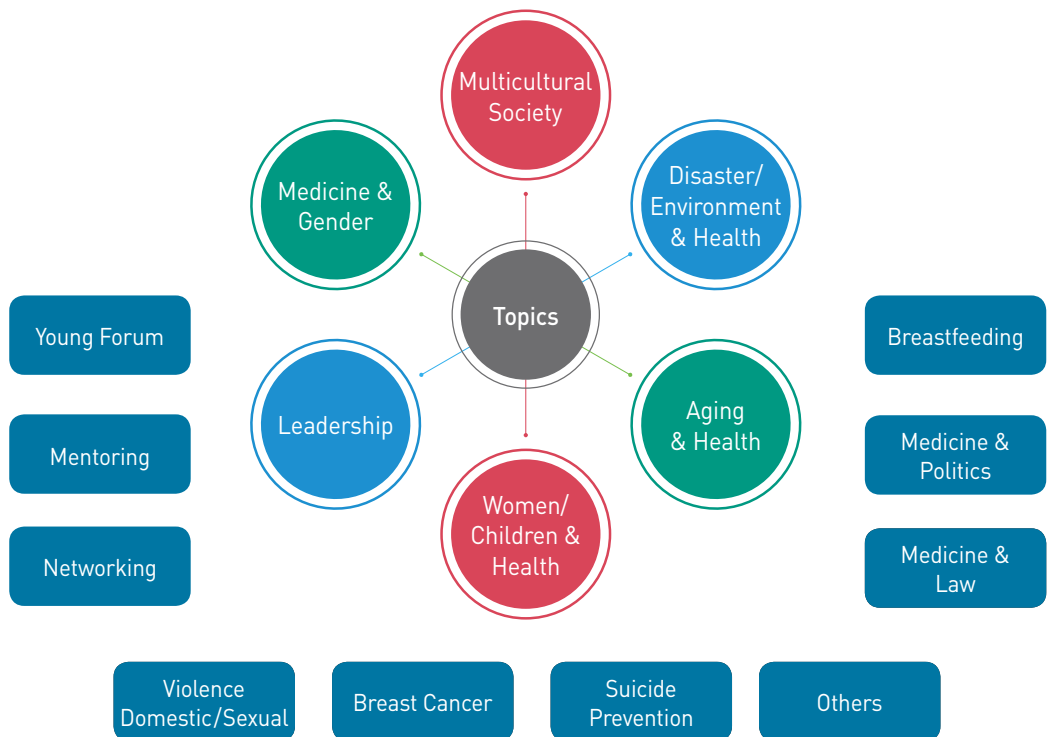 Multicultural
Society
Medicine &
Gender
Disaster/
Environment
& Health
Topics
Leadership
Aging
& Health
Women/
Children &
Health
Young Forum
Mentoring
Networking
Breastfeeding
Medicine &
Politics
Medicine &
Law
Violence
Domestic/Sexual
Breast Cancer
Suicide
Prevention
Others